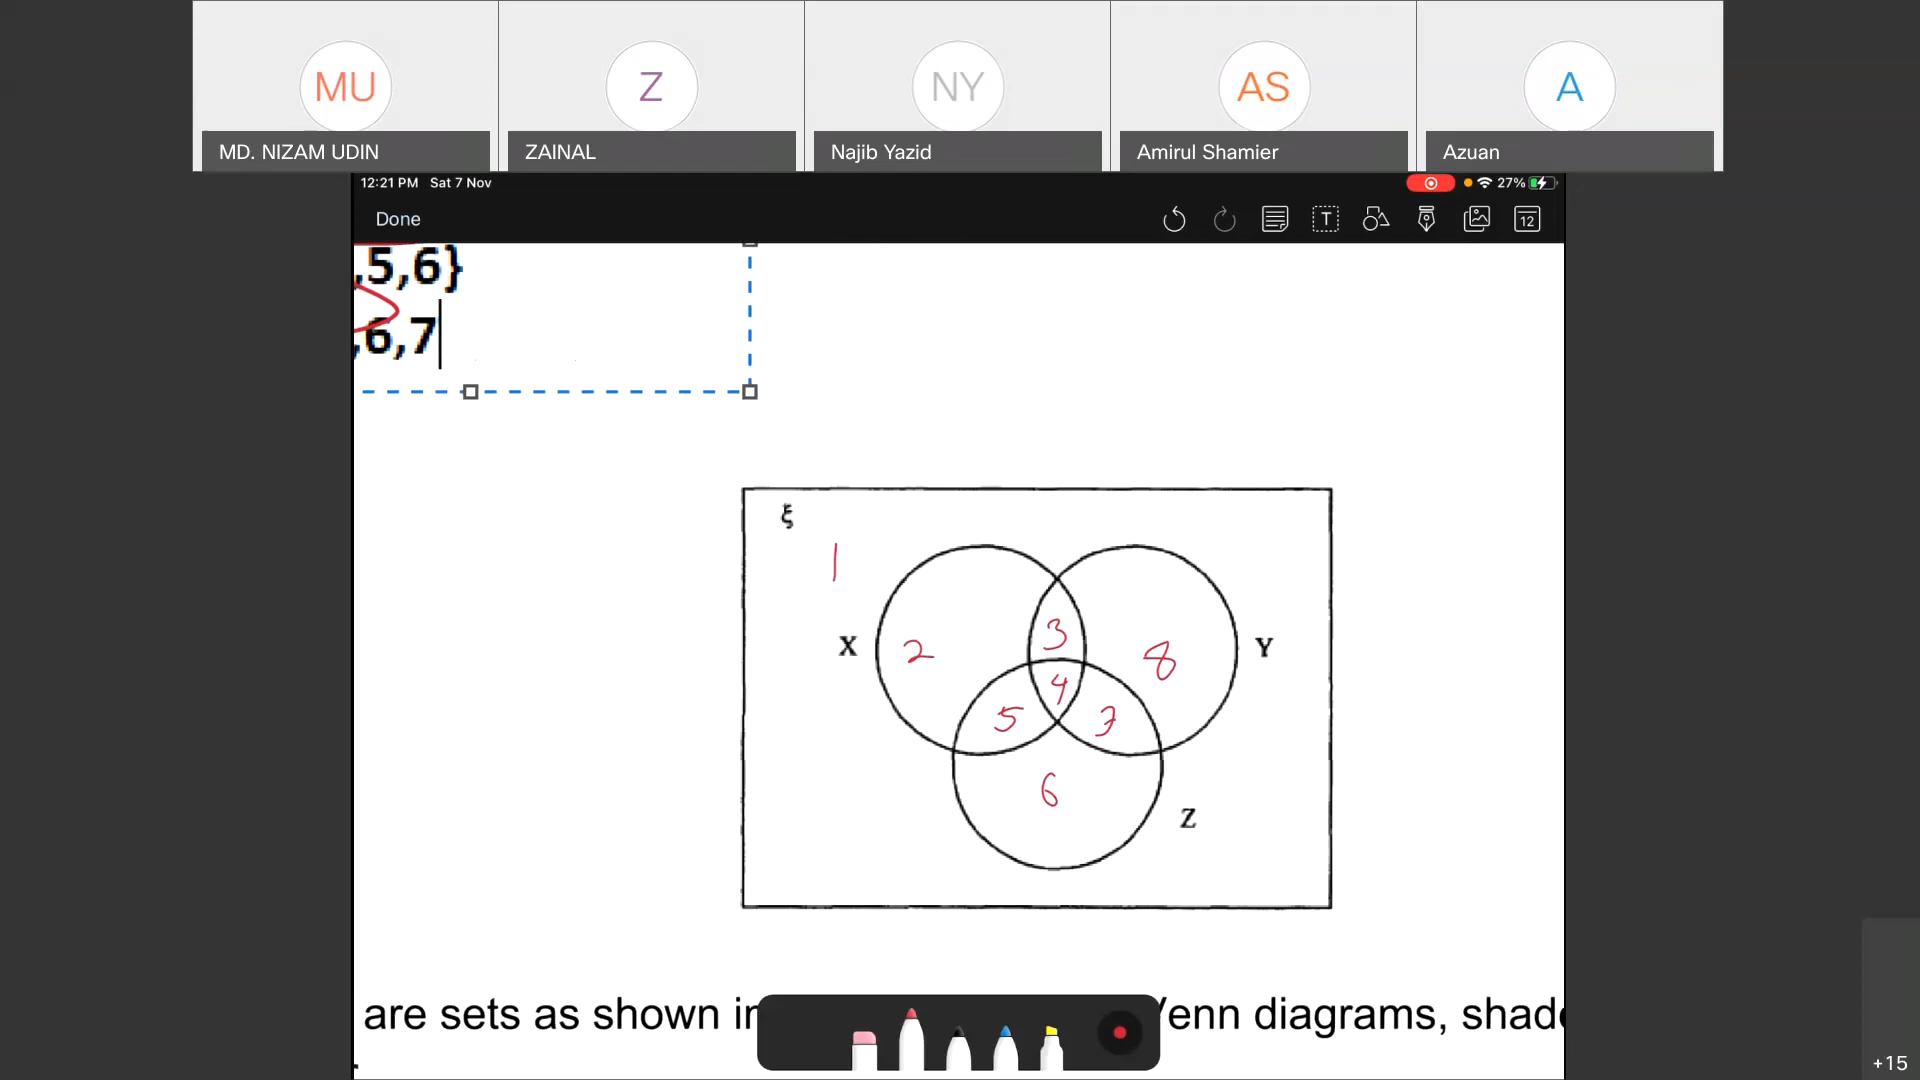 MU
Z
NY
AS
A
MD. NIZAM UDIN
ZAINAL
Najib Yazid
Amirul Shamier
Azuan
12:21 PM Sat 7 Nov
27%
Done
T
12
,5,6}
,6,7
ξ
1
X
2
3
8
Y
4
5
7
6
Z
are sets as shown in
Venn diagrams, shade
+15